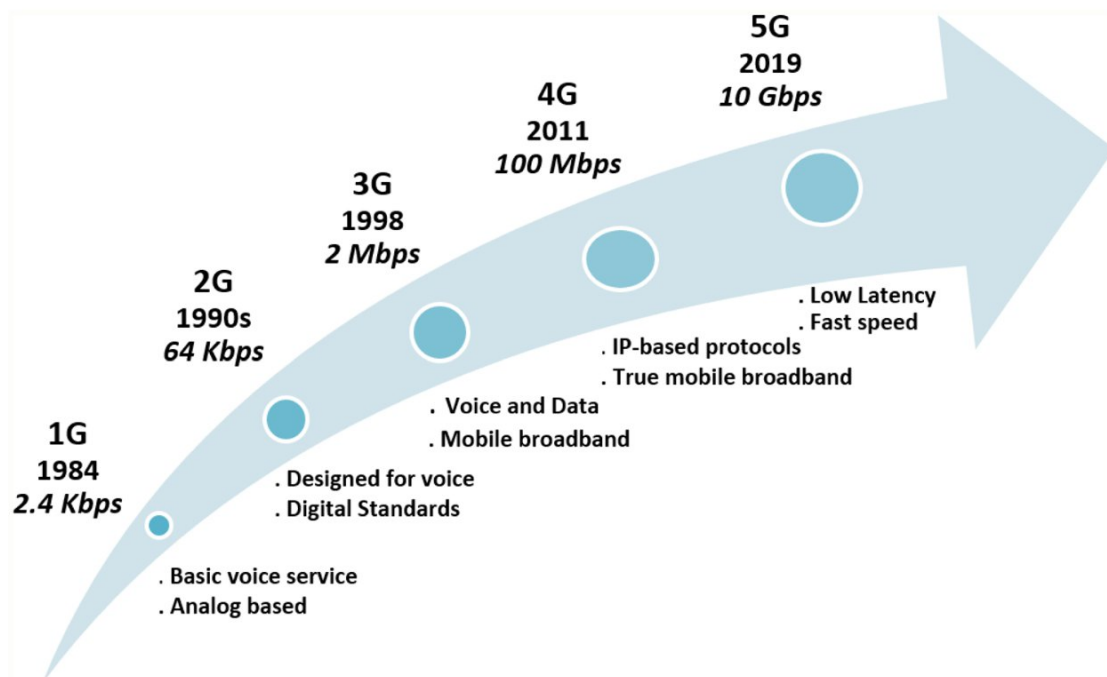 1G
1984
2.4 Kbps
. Basic voice service
. Analog based
2G
1990s
64 Kbps
. Designed for voice
. Digital Standards
3G
1998
2 Mbps
. Voice and Data
. Mobile broadband
4G
2011
100 Mbps
. IP-based protocols
. True mobile broadband
5G
2019
10 Gbps
. Low Latency
. Fast speed